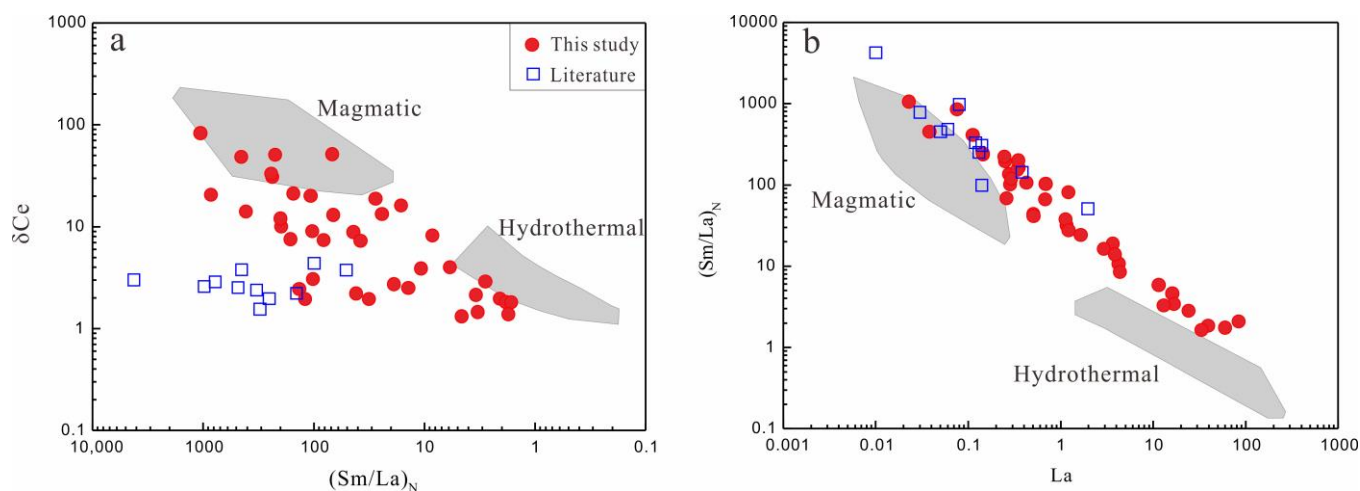 a
This study
Literature
Magmatic
Hydrothermal
1000
100
10
1
0.1
δCe
10,000 1000 100 10 1 0.1
(Sm/La)N
b
Magmatic
Hydrothermal
10000
1000
100
10
1
0.1
(Sm/La)N
0.001 0.01 0.1 1 10 100 1000
La